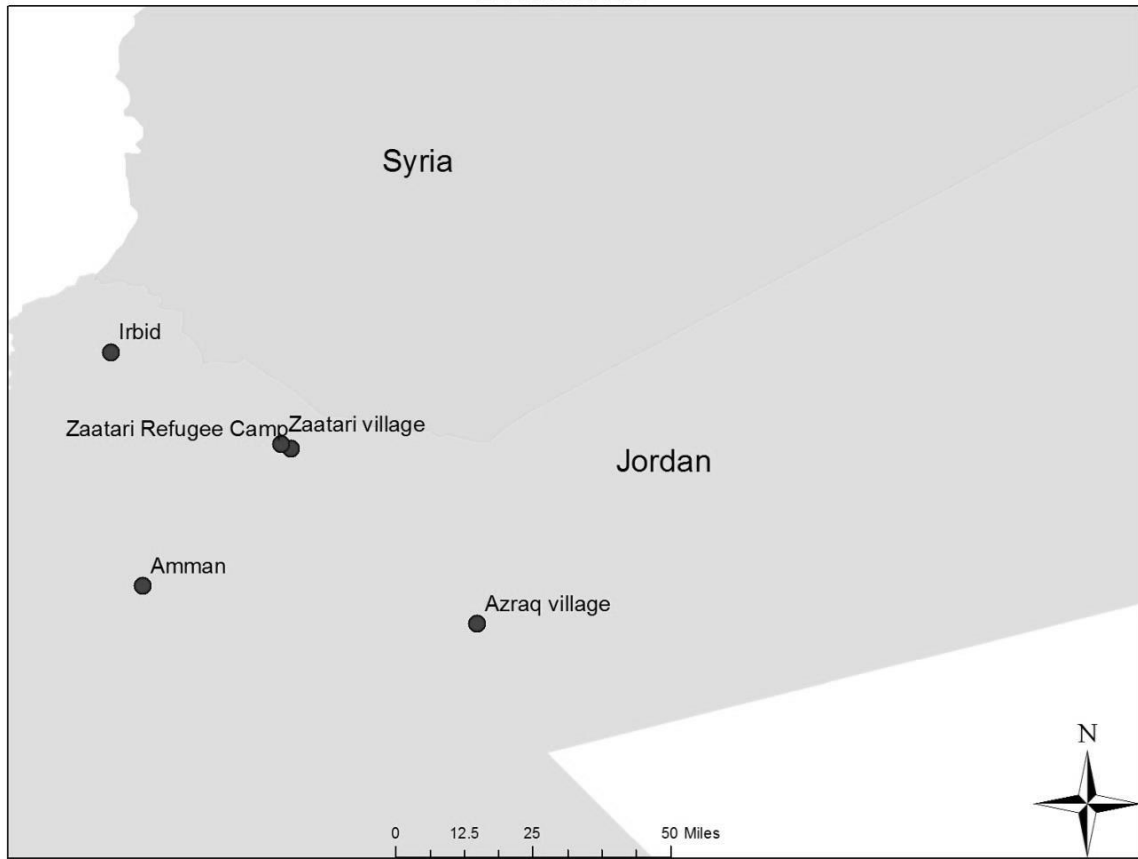 Syria
Irbid
Zaatari Refugee Camp
Zaatari village
Jordan
Amman
Azraq village
N
0 12.5 25 50 Miles